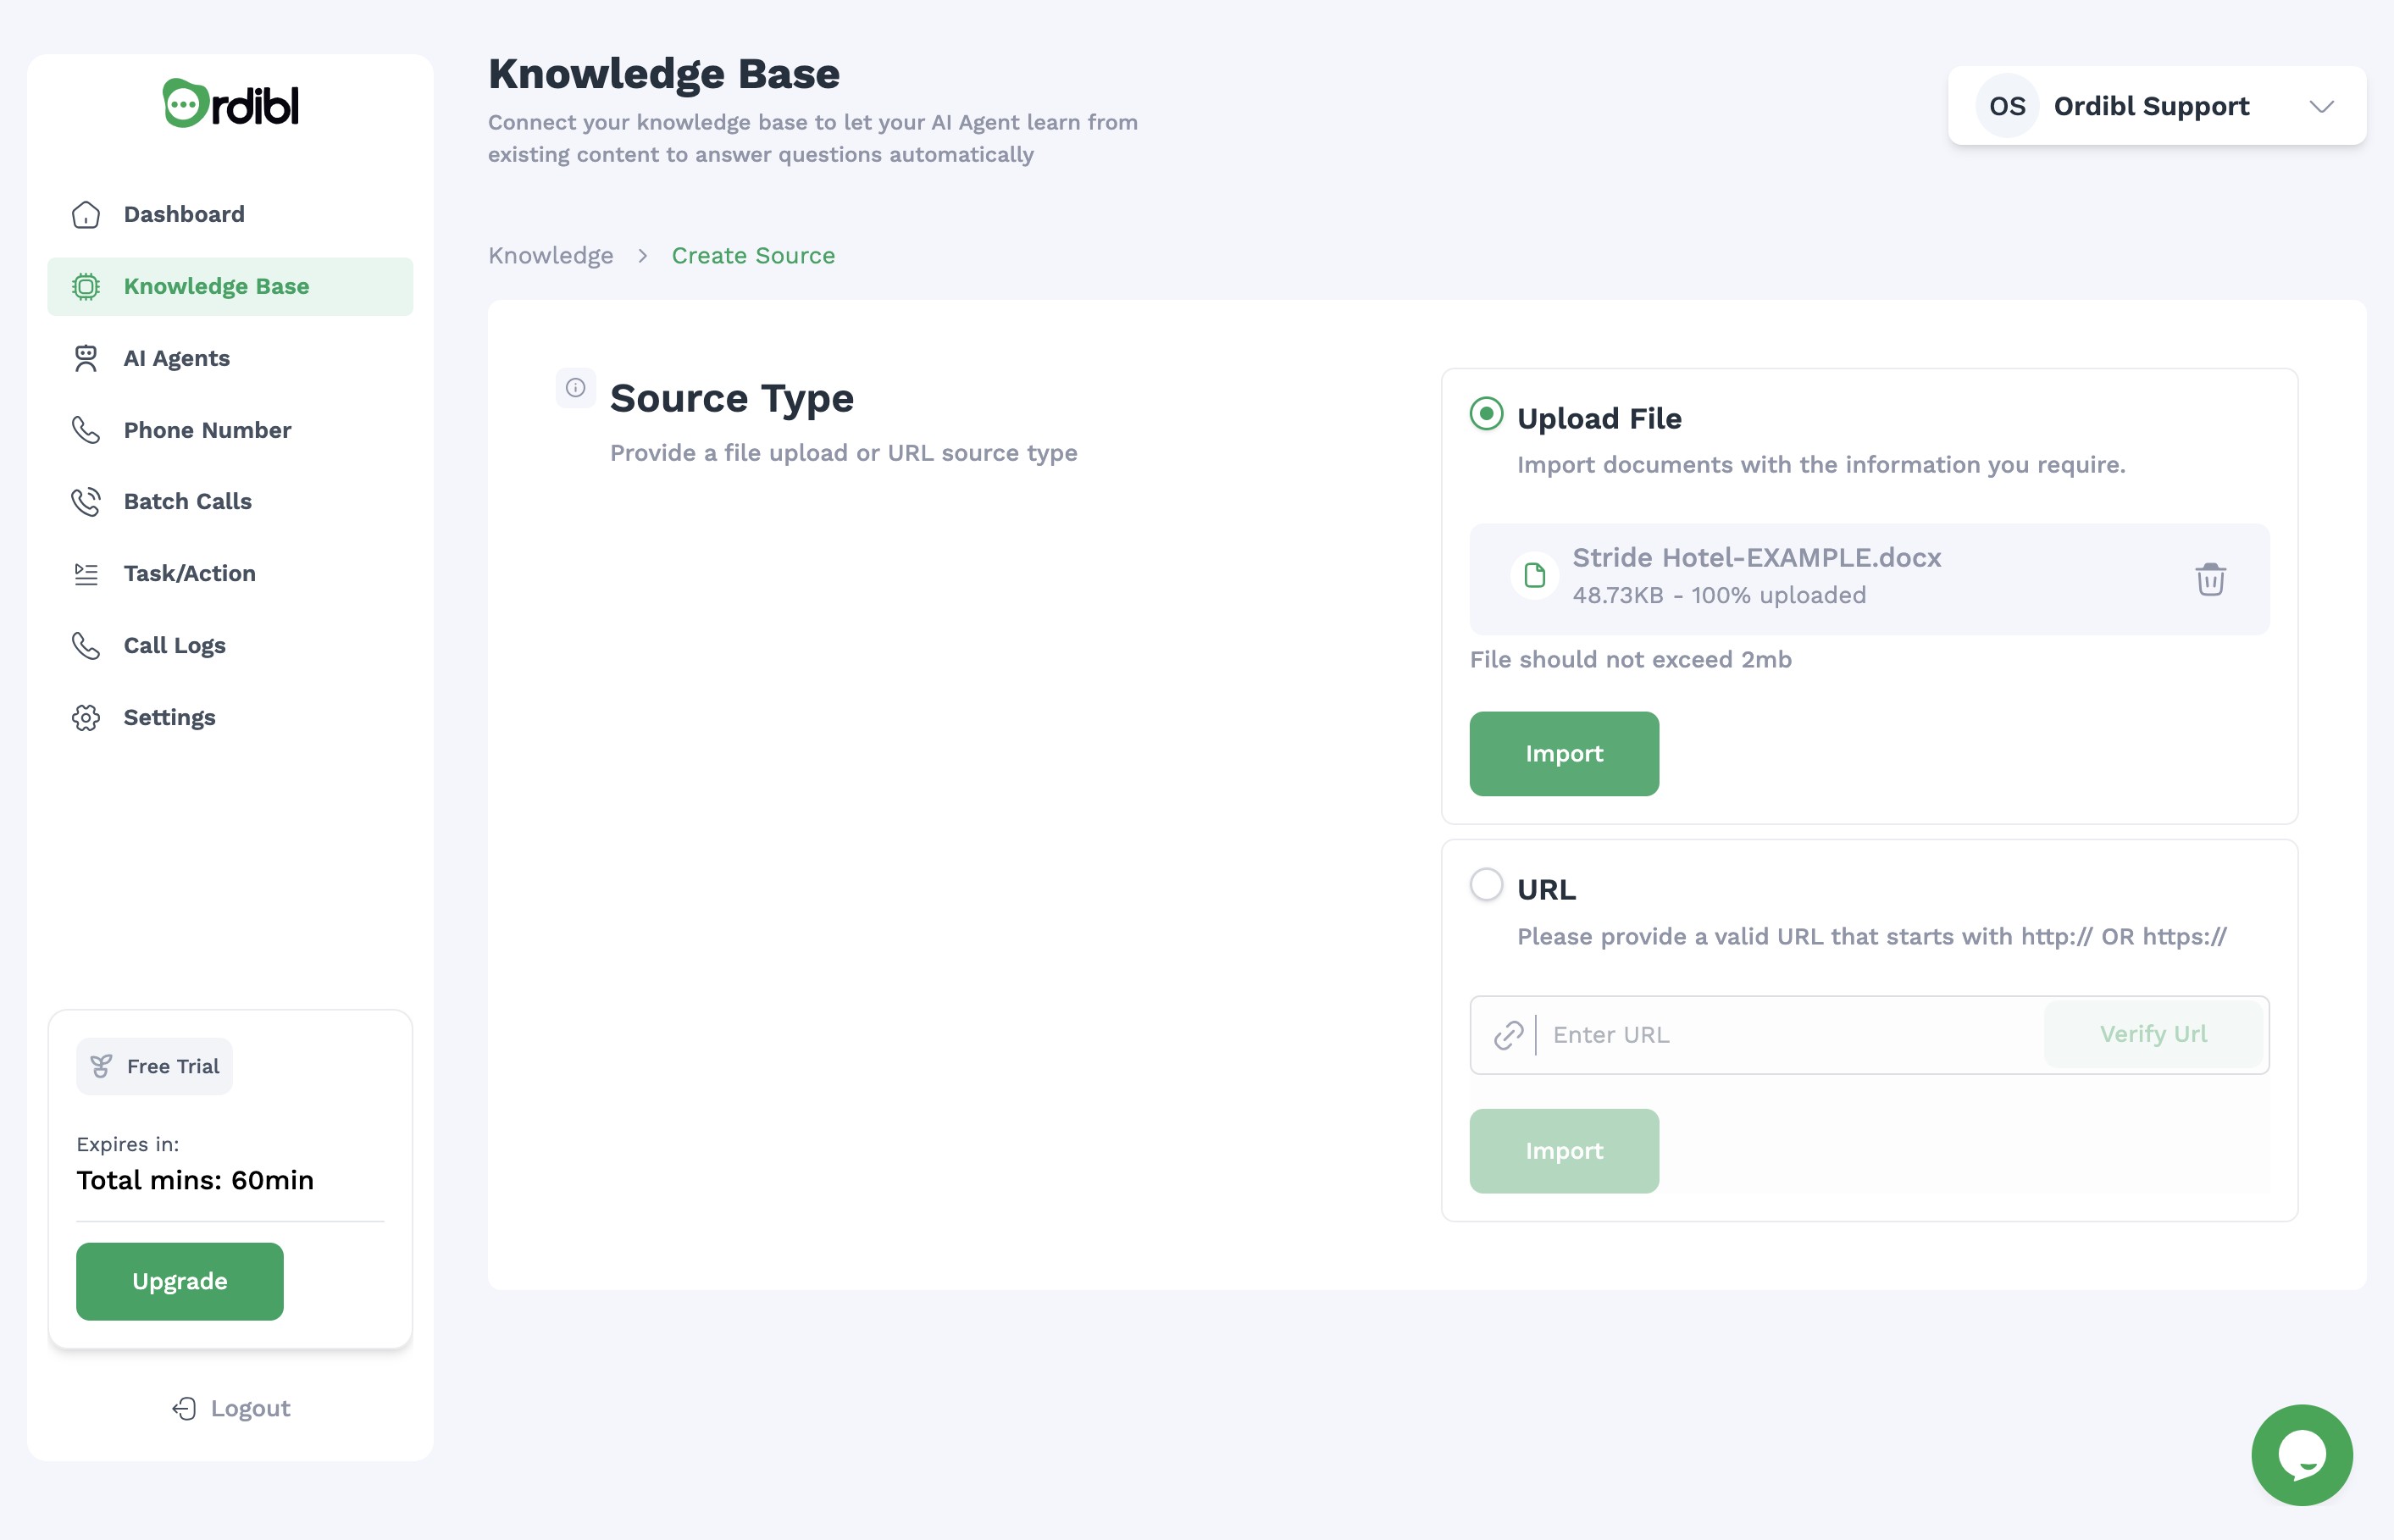 Ordibl
Dashboard
Knowledge Base
AI Agents
Phone Number
Batch Calls
Task/Action
Call Logs
Settings
Free Trial
Expires in:
Total mins: 60min
Upgrade
Logout
Knowledge Base
Connect your knowledge base to let your AI Agent learn from
existing content to answer questions automatically
OS Ordibl Support
Knowledge > Create Source
Source Type
Provide a file upload or URL source type
Upload File
Import documents with the information you require.
Stride Hotel-EXAMPLE.docx
48.73KB - 100% uploaded
File should not exceed 2mb
Import
URL
Please provide a valid URL that starts with http:// OR https://
Enter URL Verify Url
Import